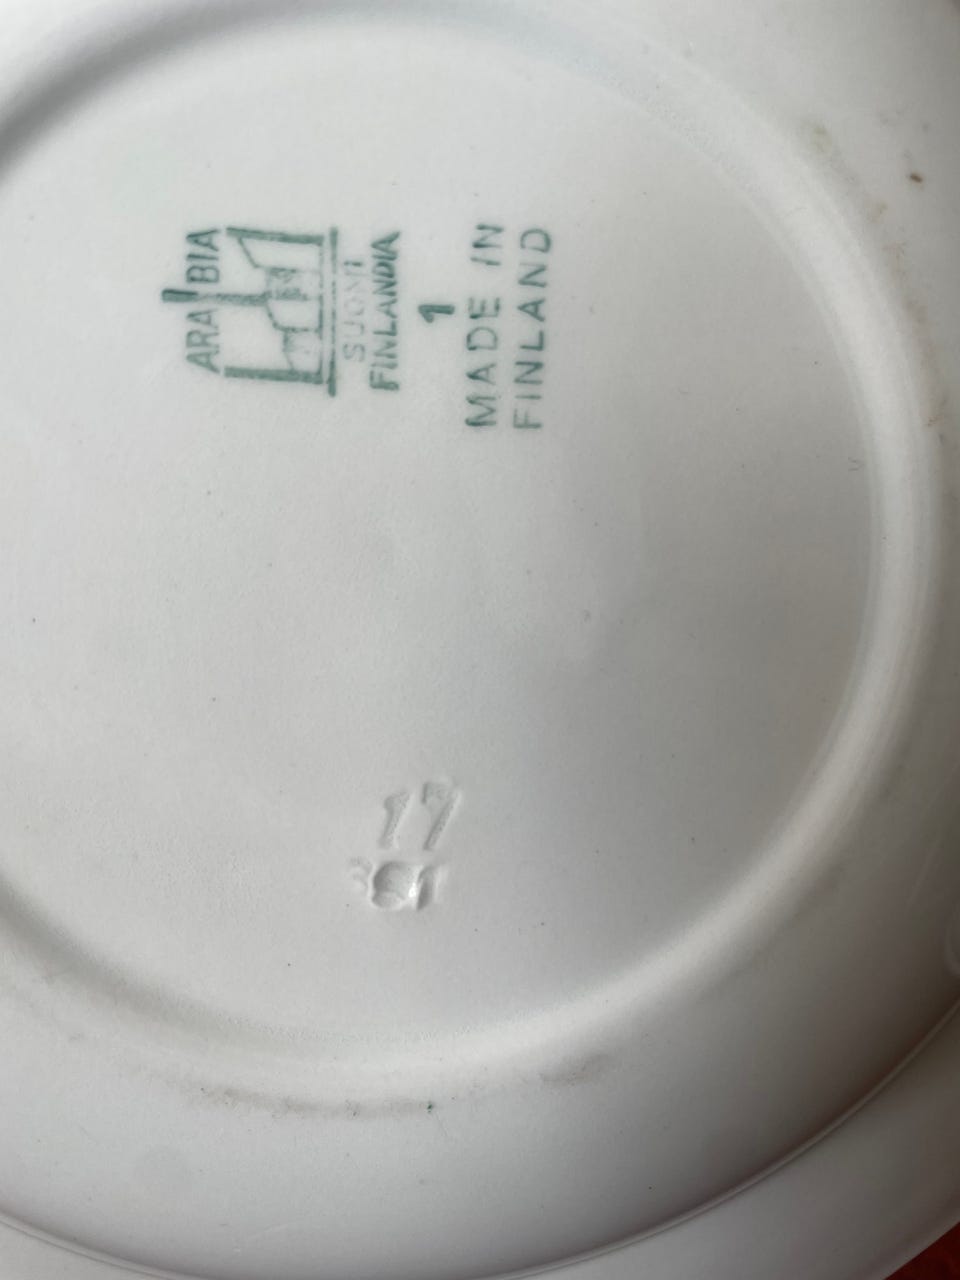 ARABIA
SUOMI
FINLANDIA
1
MADE IN
FINLAND
17